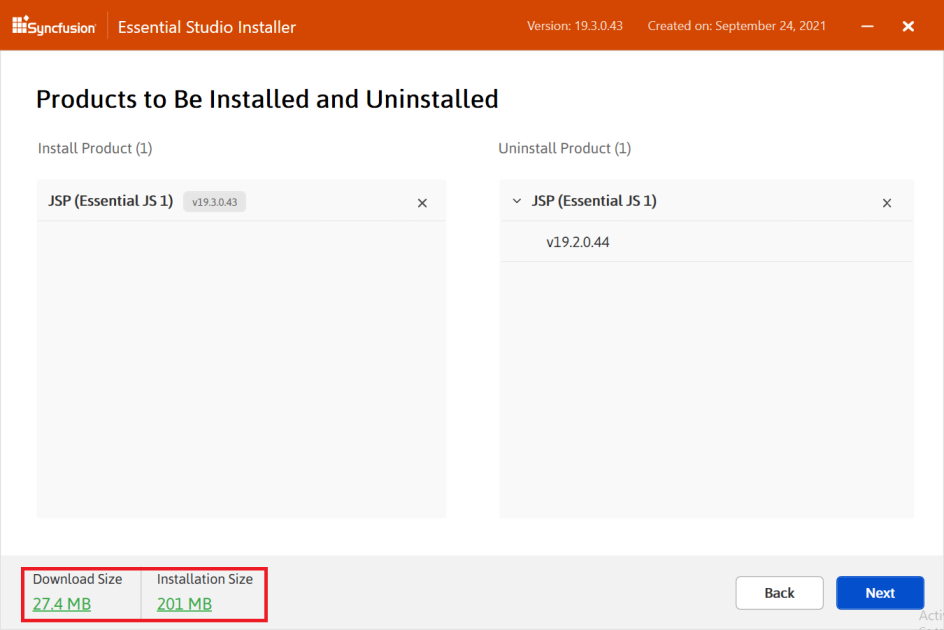 Syncfusion Essential Studio Installer Version: 19.3.0.43 Created on: September 24, 2021
Products to Be Installed and Uninstalled
Install Product (1) Uninstall Product (1)
JSP (Essential JS 1) v19.3.0.43 JSP (Essential JS 1)
v19.2.0.44
Download Size Installation Size
27.4 MB 201 MB
Back Next
Acti